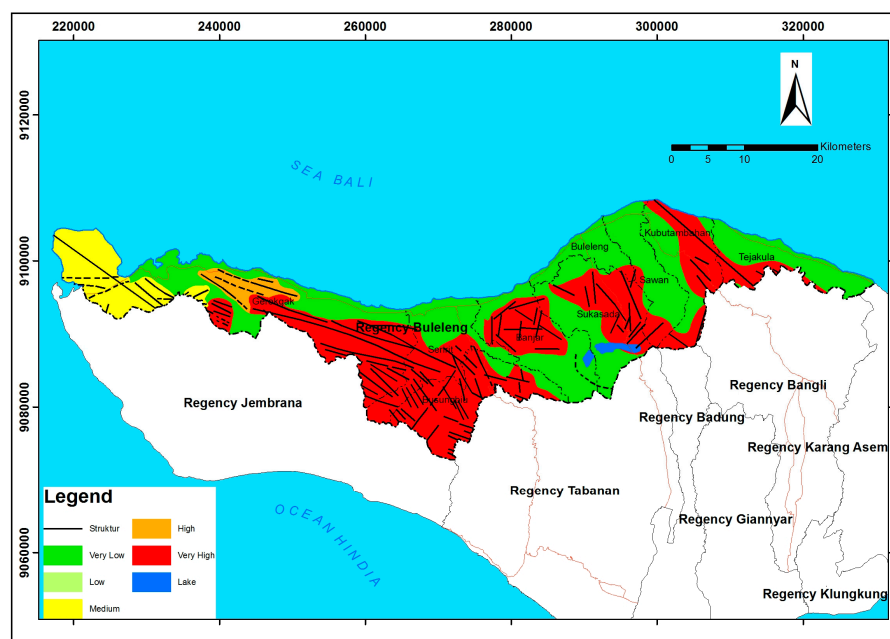 220000 240000 260000 280000 300000 320000
N
9120000
Kilometers
0 5 10 20
SEA BALI
Kubutambahan
Buleleng
Tejakula
9100000
Sawan
Gerokgak
Sukasada
Regency Buleleng
Banjar
Seririt
Regency Bangli
Busungbiu
Regency Jembrana
9080000
Regency Badung
Regency Karang Asem
Regency Tabanan
Legend
OCEAN HINDIA
Regency Giannyar
Struktur
High
Very Low
Very High
9060000
Low
Lake
Regency Klungkung
Medium